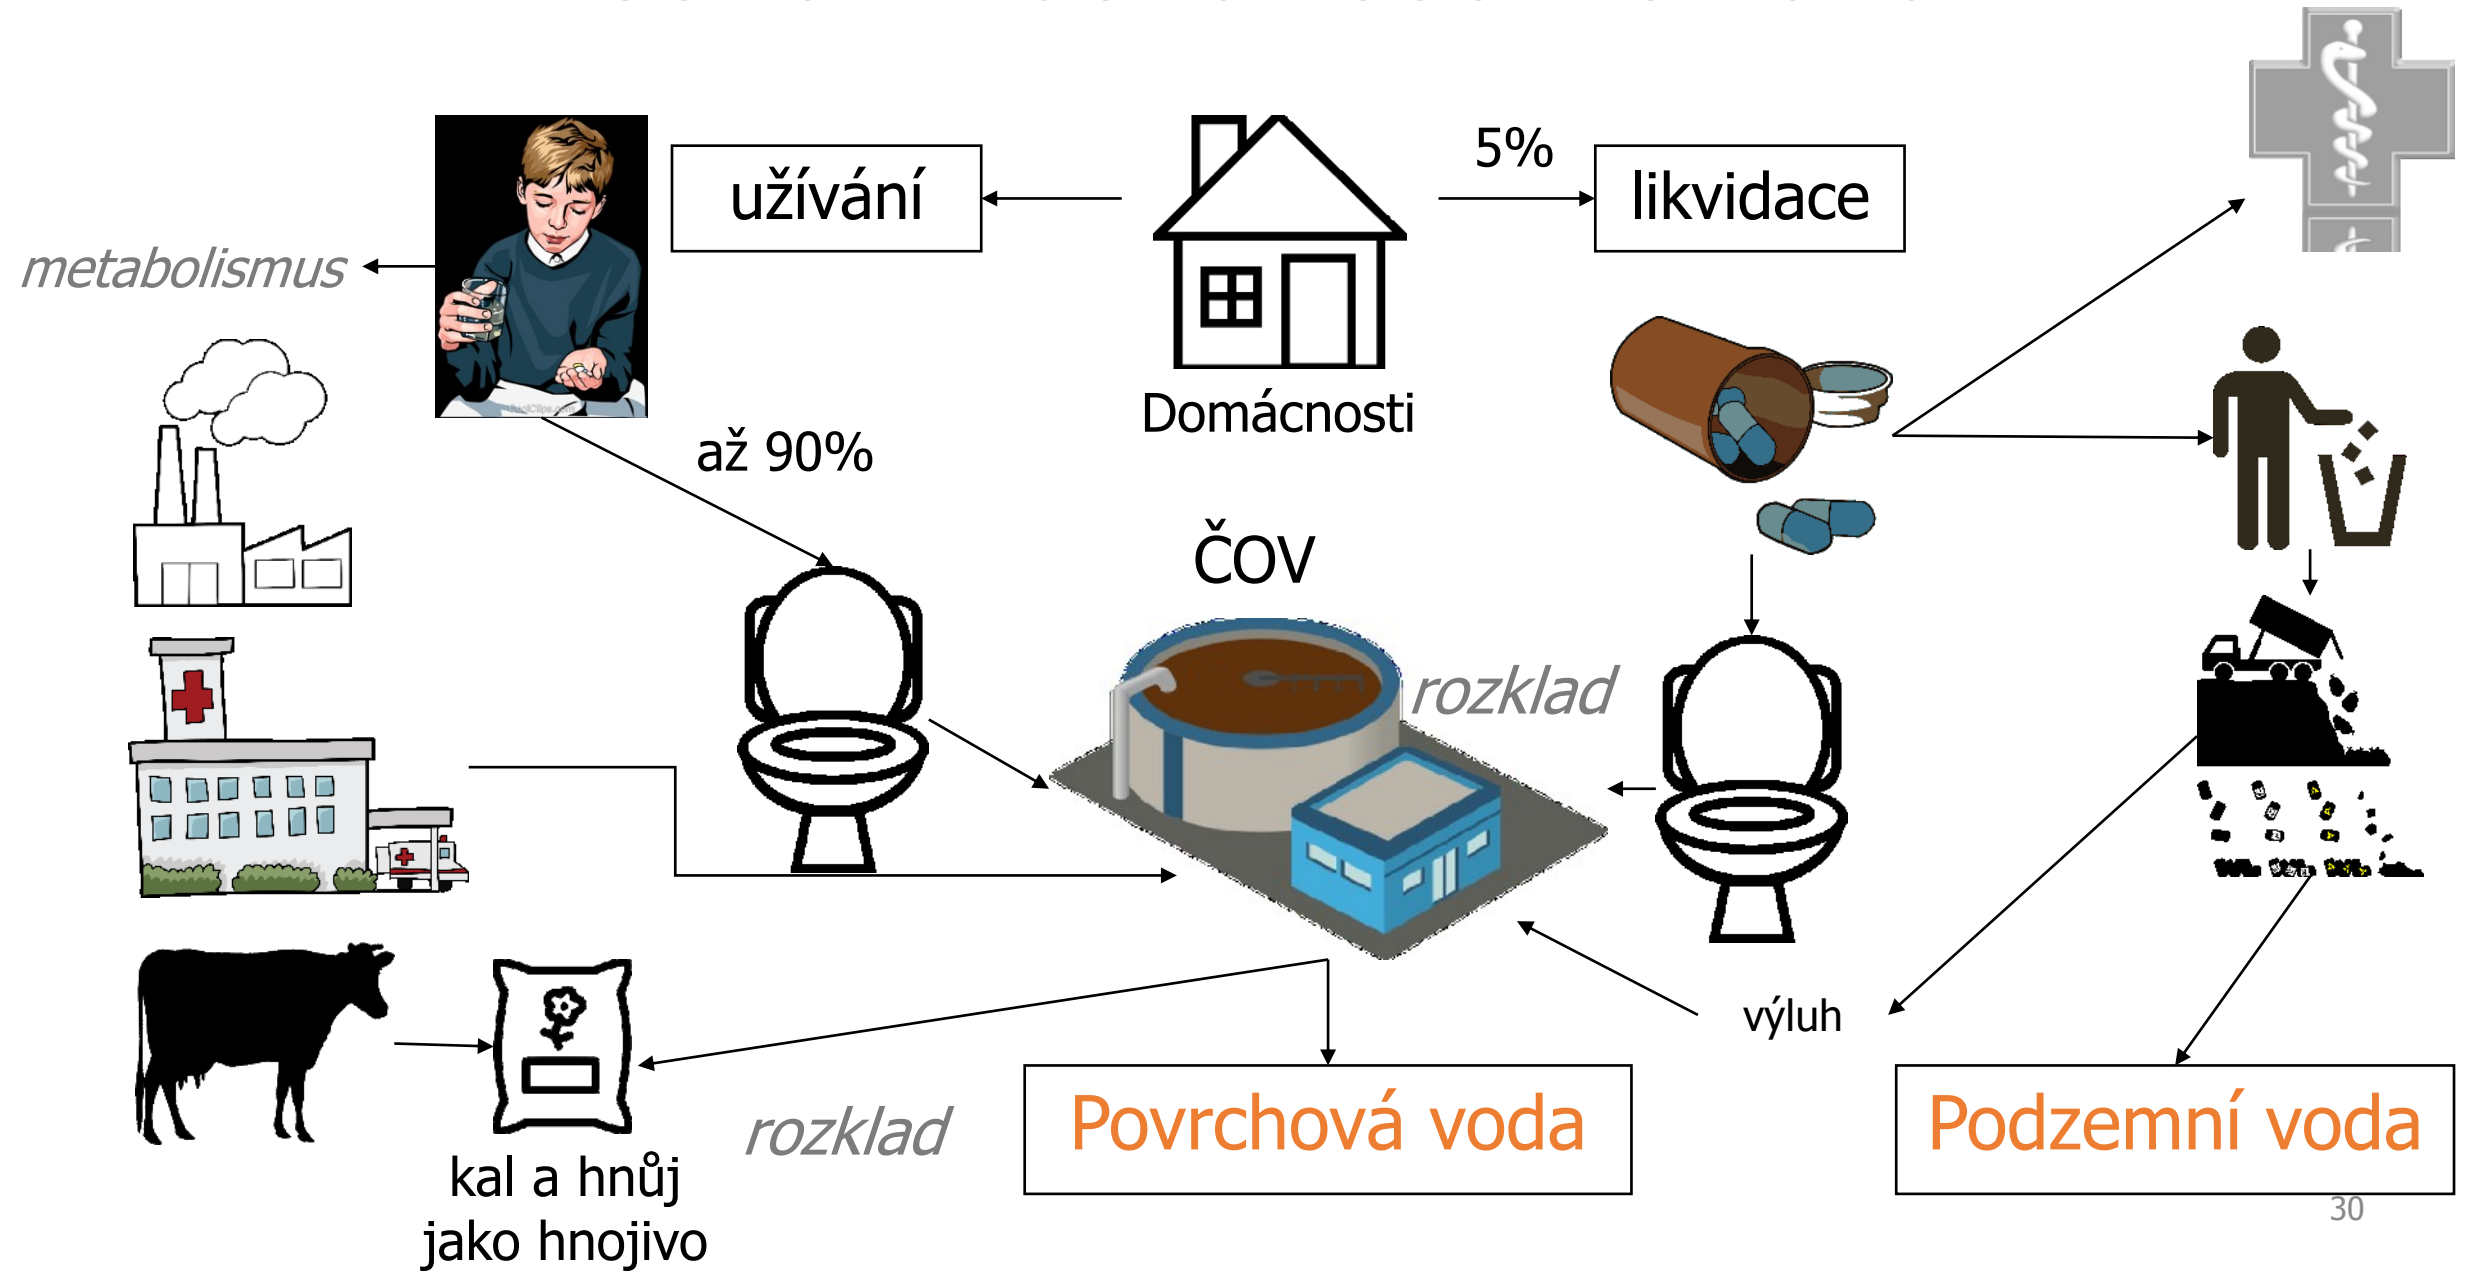 5%
užívání
likvidace
metabolismus
Domácnosti
až 90%
ČOV
rozklad
výluh
Povrchová voda
Podzemní voda
rozklad
kal a hnůj
jako hnojivo
30